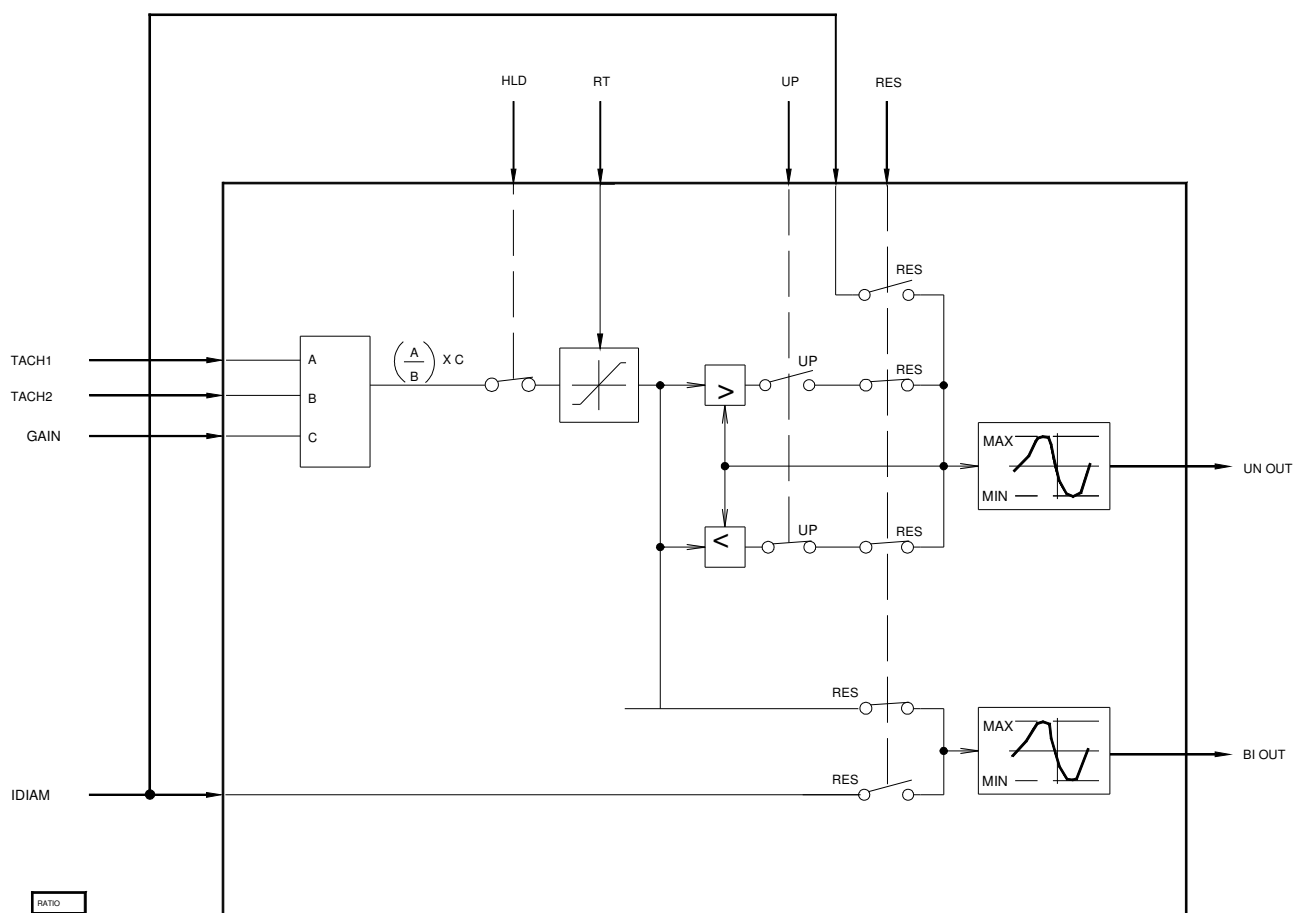 HLD
RT
UP
RES
RES
TACH1
A
A
B
X C
UP
RES
TACH2
B
>
GAIN
C
MAX
MIN
UN OUT
<
UP
RES
RES
MAX
MIN
BI OUT
RES
IDIAM
RATIO